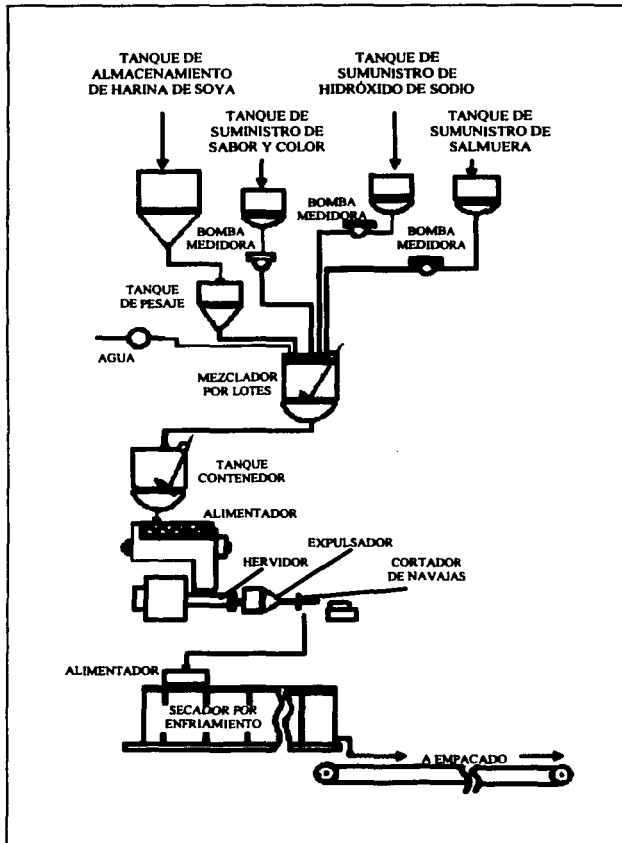 TANQUE DE
ALMACENAMIENTO
DE HARINA DE SOYA
TANQUE DE
SUMINISTRO DE
SABOR Y COLOR
TANQUE DE
SUMUNISTRO DE
HIDRÓXIDO DE SODIO
TANQUE DE
SUMUNISTRO DE
SALMUERA
BOMBA
MEDIDORA
BOMBA
MEDIDORA
BOMBA
MEDIDORA
TANQUE
DE PESAJE
AGUA
MEZCLADOR
POR LOTES
TANQUE
CONTENEDOR
ALIMENTADOR
HERVIDOR
EXPULSADOR
CORTADOR
DE NAVAJAS
ALIMENTADOR
SECADOR POR
ENFRIAMIENTO
A EMPACADO